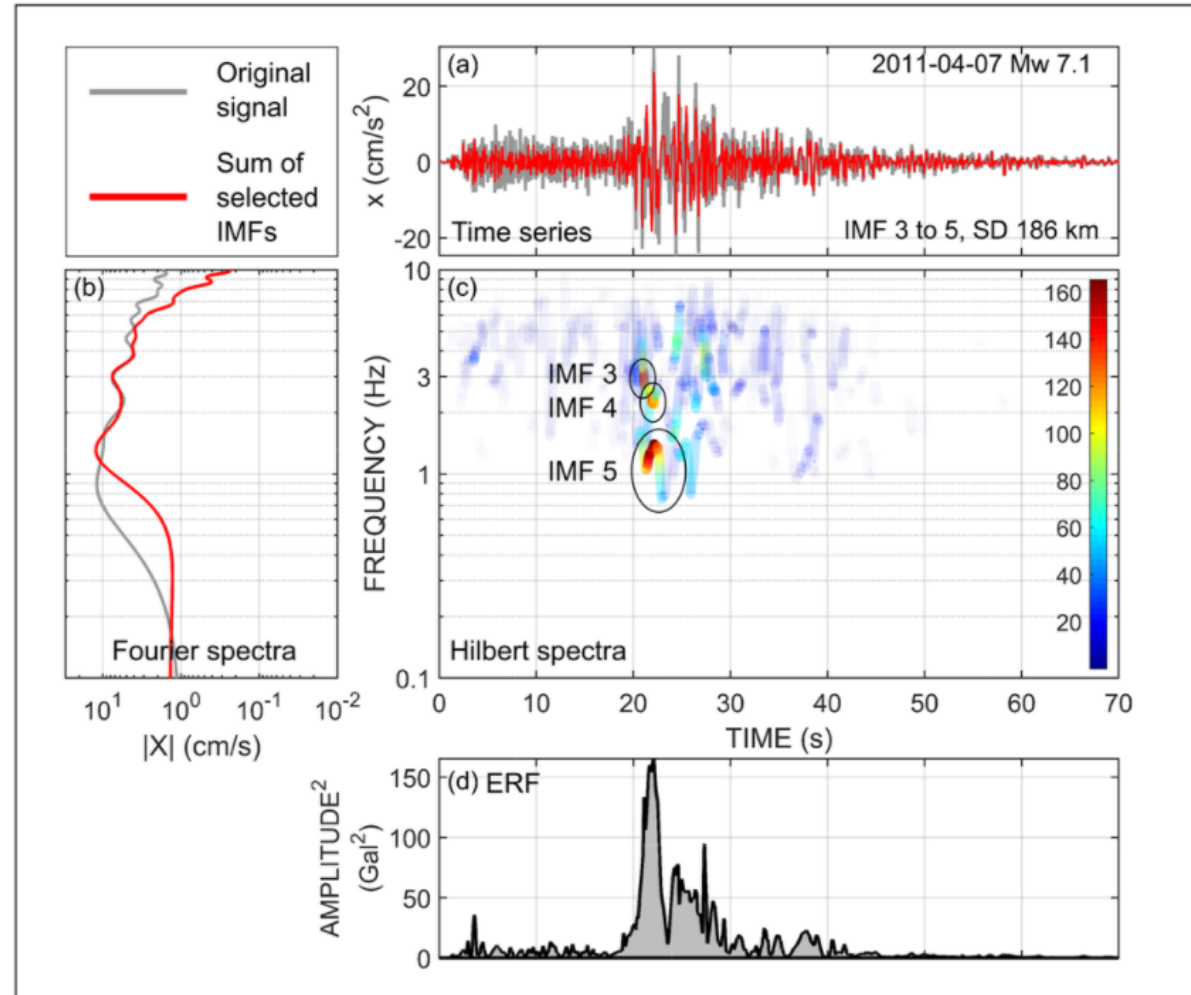 Original
signal
Sum of
selected
IMFs
(a)
2011-04-07 Mw 7.1
20
0
-20
x (cm/s²)
Time series
IMF 3 to 5, SD 186 km
(b)
Fourier spectra
10¹ 10⁰ 10⁻¹ 10⁻²
|X| (cm/s)
(c)
10
3
1
0.1
FREQUENCY (Hz)
IMF 3
IMF 4
IMF 5
160
140
120
100
80
60
40
20
Hilbert spectra
0 10 20 30 40 50 60 70
TIME (s)
(d) ERF
150
100
50
0
AMPLITUDE²
(Gal²)